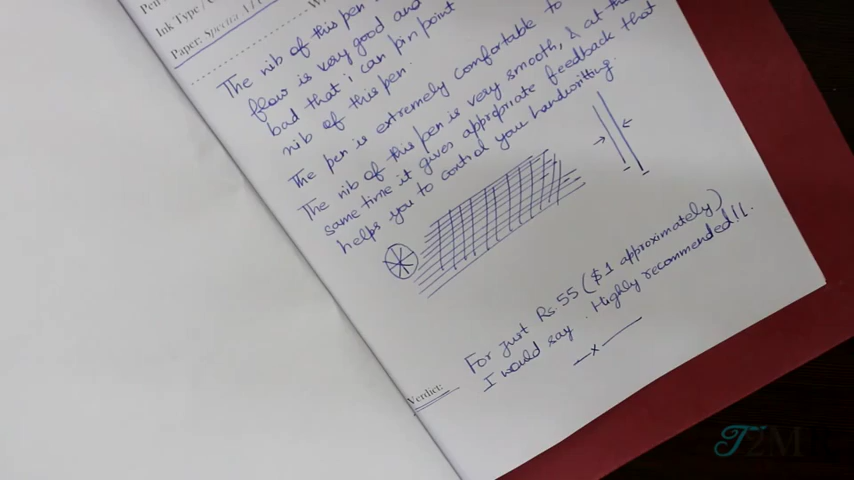 Pen
Ink Type /
Paper: Spectra
The nib of this pen
flow is very good and
bad that i can pin point
nib of this pen.
The pen is extremely comfortable to
The nib of this pen is very smooth, & at the
same time it gives appropriate feedback that
helps you to control you handwritting.
For just Rs.55 ($1 approximately)
I would say. Highly recommended!!.
Verdict:
—x—